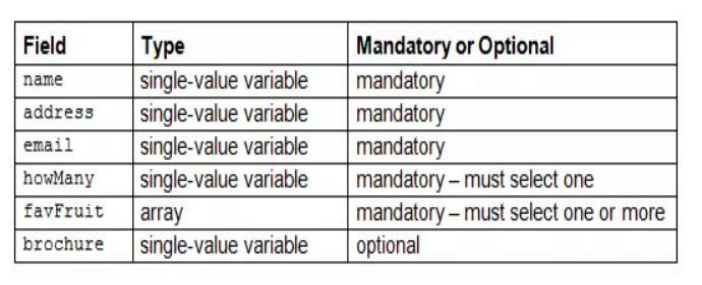 Field Type Mandatory or Optional
name single-value variable mandatory
address single-value variable mandatory
email single-value variable mandatory
howMany single-value variable mandatory – must select one
favFruit array mandatory – must select one or more
brochure single-value variable optional